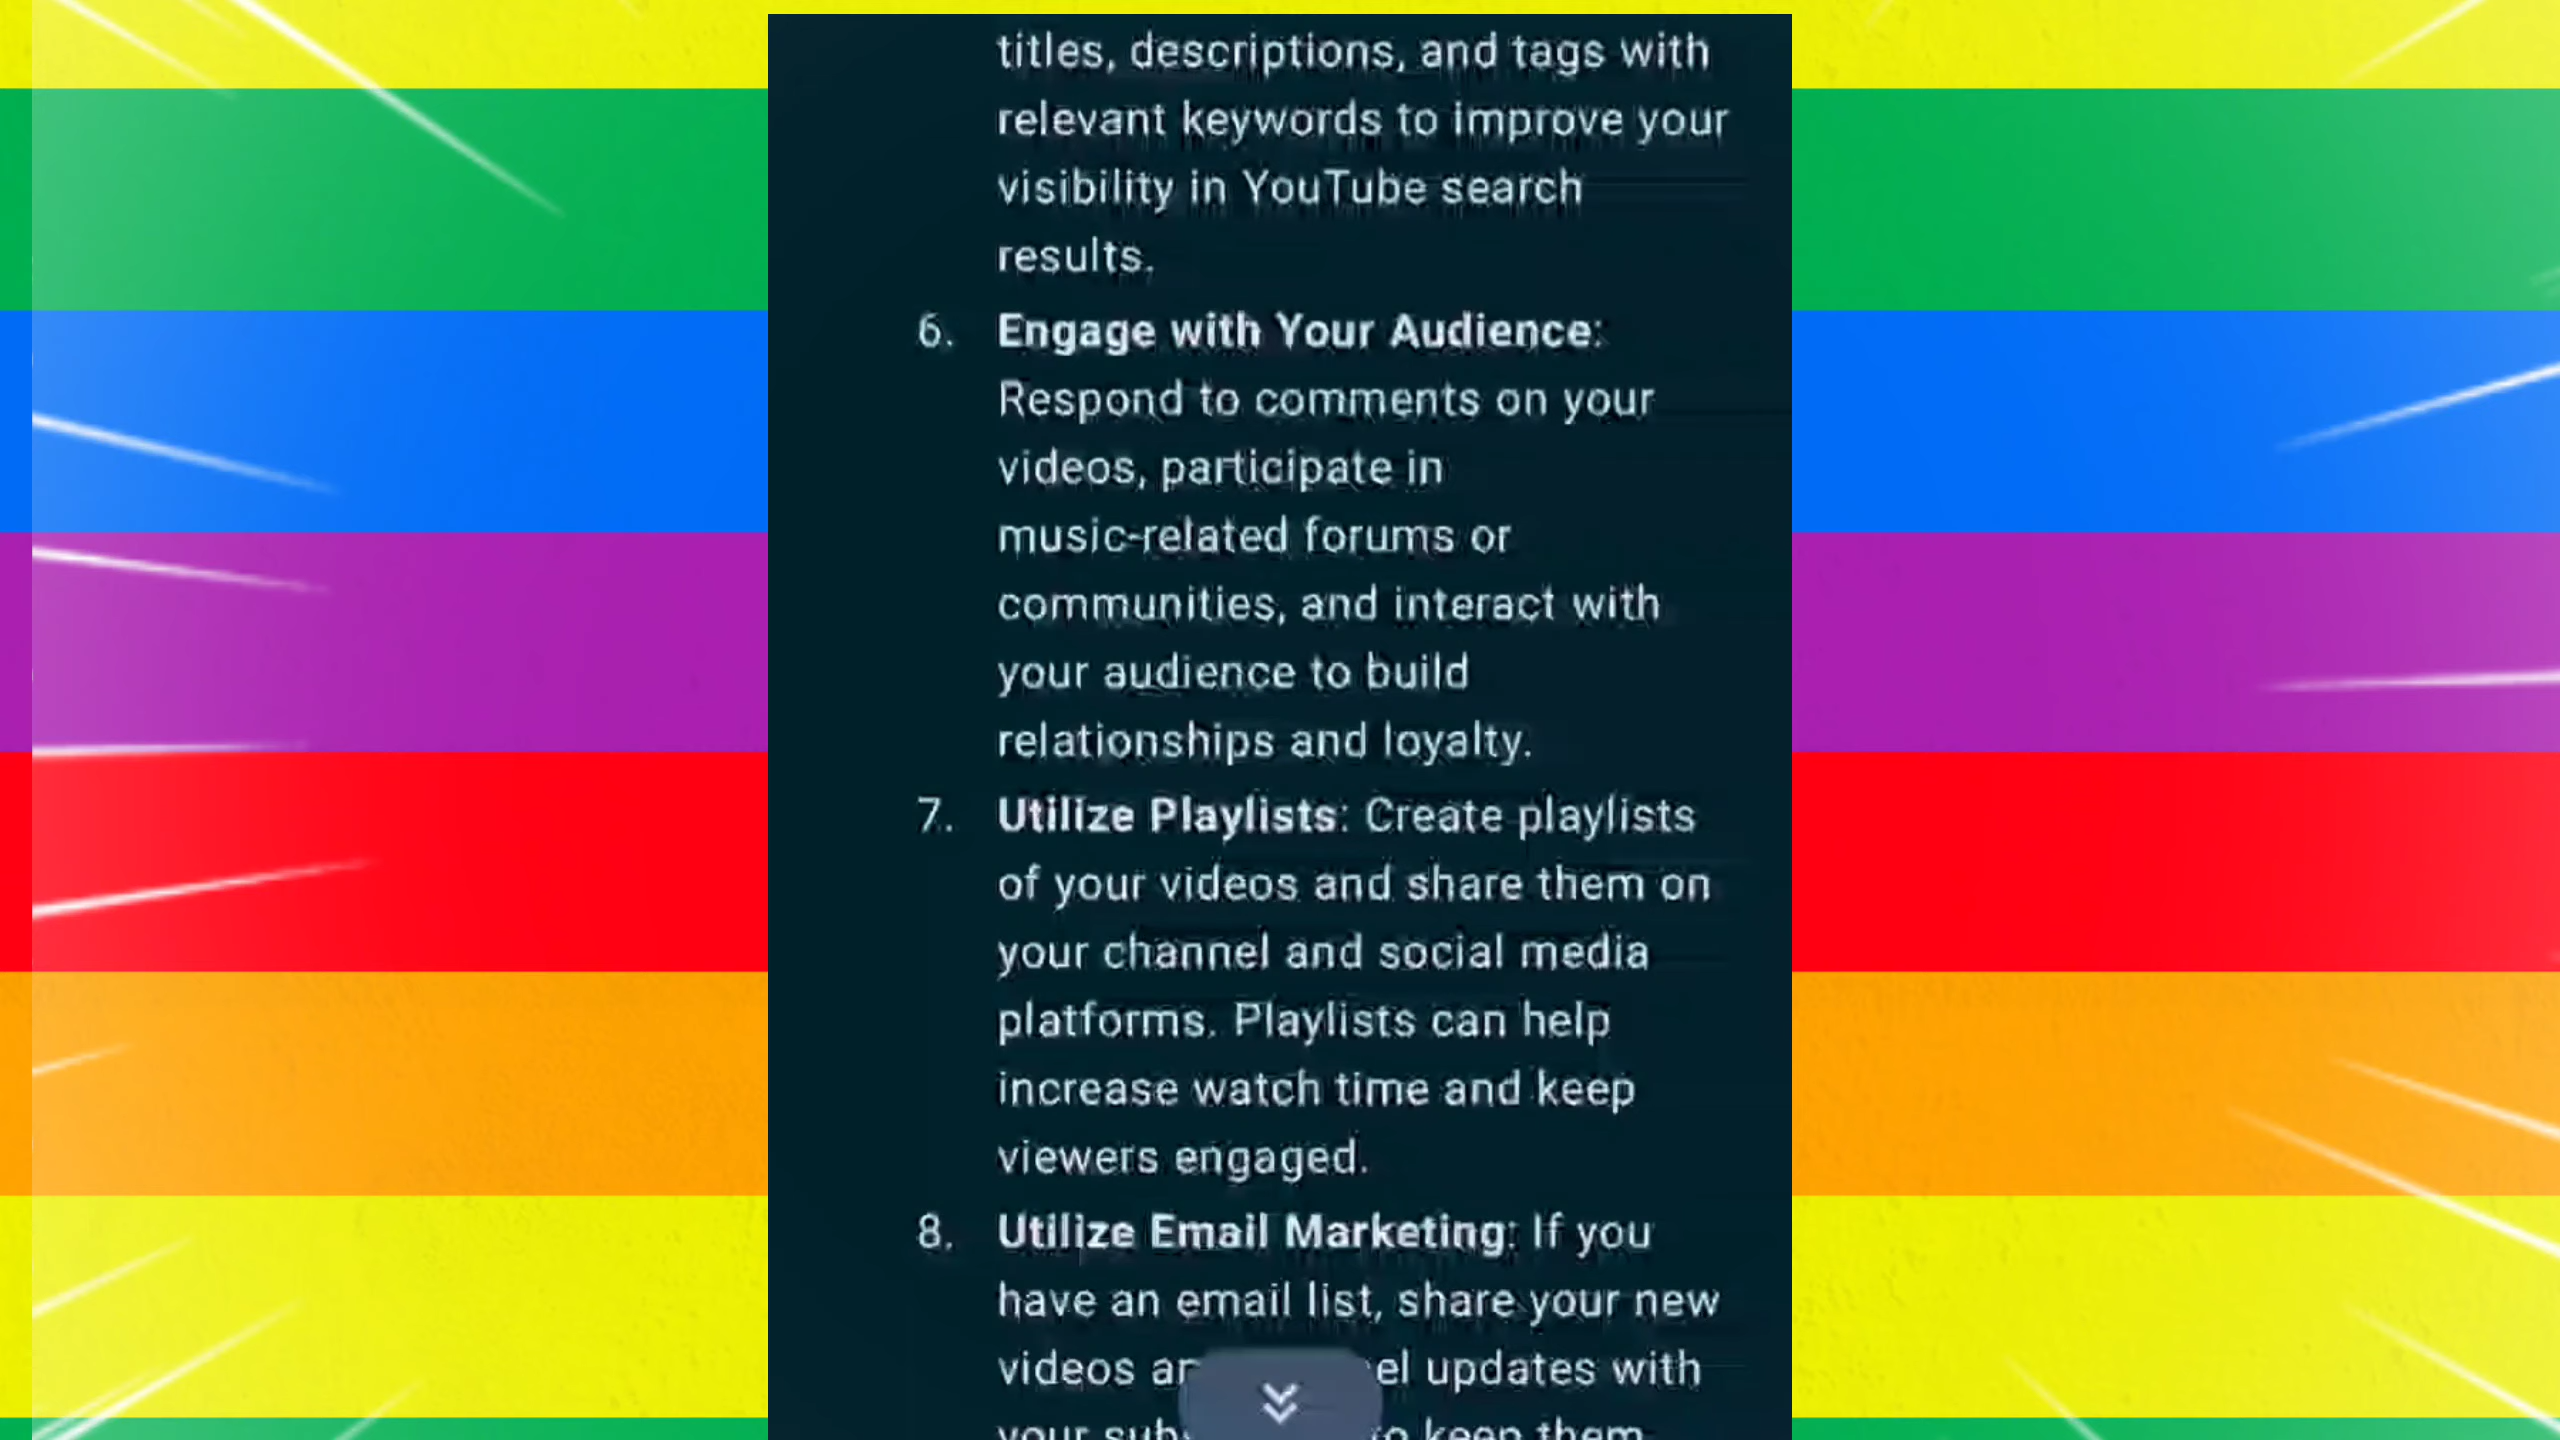 titles, descriptions, and tags with
relevant keywords to improve your
visibility in YouTube search
results.
6. Engage with Your Audience:
Respond to comments on your
videos, participate in
music-related forums or
communities, and interact with
your audience to build
relationships and loyalty.
7. Utilize Playlists: Create playlists
of your videos and share them on
your channel and social media
platforms. Playlists can help
increase watch time and keep
viewers engaged.
8. Utilize Email Marketing: If you
have an email list, share your new
videos updates with
your keep them